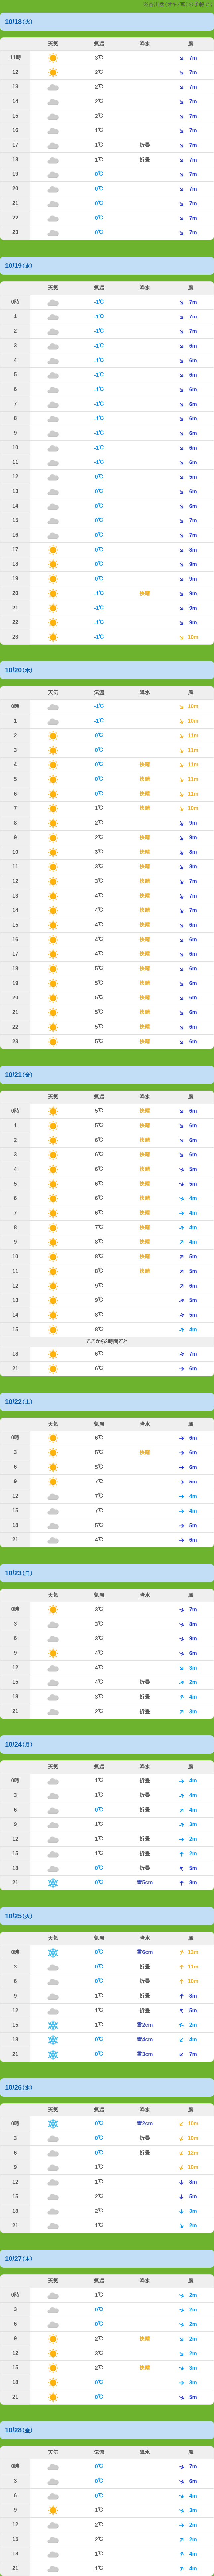 10/18(火)
天気 気温 降水 風
11時 3℃ 7m
12 3℃ 7m
13 2℃ 7m
14 2℃ 7m
15 2℃ 7m
16 1℃ 7m
17 1℃ 折畳 7m
18 1℃ 折畳 7m
19 0℃ 7m
20 0℃ 7m
21 0℃ 7m
22 0℃ 7m
23 0℃ 7m
10/19(水)
天気 気温 降水 風
0時 -1℃ 7m
1 -1℃ 7m
2 -1℃ 7m
3 -1℃ 6m
4 -1℃ 6m
5 -1℃ 6m
6 -1℃ 6m
7 -1℃ 6m
8 -1℃ 6m
9 -1℃ 6m
10 -1℃ 6m
11 -1℃ 6m
12 0℃ 5m
13 0℃ 6m
14 0℃ 6m
15 0℃ 7m
16 0℃ 7m
17 0℃ 8m
18 0℃ 9m
19 0℃ 9m
20 -1℃ 快晴 9m
21 -1℃ 9m
22 -1℃ 9m
23 -1℃ 10m
10/20(木)
天気 気温 降水 風
0時 -1℃ 10m
1 -1℃ 10m
2 0℃ 11m
3 0℃ 11m
4 0℃ 快晴 11m
5 0℃ 快晴 11m
6 0℃ 快晴 11m
7 1℃ 快晴 10m
8 2℃ 9m
9 2℃ 快晴 9m
10 3℃ 快晴 8m
11 3℃ 快晴 8m
12 3℃ 快晴 7m
13 4℃ 快晴 7m
14 4℃ 快晴 7m
15 4℃ 快晴 6m
16 4℃ 快晴 6m
17 4℃ 快晴 6m
18 5℃ 快晴 6m
19 5℃ 快晴 6m
20 5℃ 快晴 6m
21 5℃ 快晴 6m
22 5℃ 快晴 6m
23 5℃ 快晴 6m
10/21(金)
天気 気温 降水 風
0時 5℃ 快晴 6m
1 5℃ 快晴 6m
2 6℃ 快晴 6m
3 6℃ 快晴 6m
4 6℃ 快晴 5m
5 6℃ 快晴 5m
6 6℃ 快晴 4m
7 6℃ 快晴 4m
8 7℃ 快晴 4m
9 8℃ 快晴 4m
10 8℃ 快晴 5m
11 8℃ 快晴 5m
12 9℃ 6m
13 9℃ 5m
14 8℃ 5m
15 8℃ 4m
ここから3時間ごと
18 6℃ 7m
21 6℃ 6m
10/22(土)
天気 気温 降水 風
0時 6℃ 6m
3 5℃ 快晴 6m
6 5℃ 6m
9 7℃ 5m
12 7℃ 4m
15 7℃ 4m
18 5℃ 5m
21 4℃ 6m
10/23(日)
天気 気温 降水 風
0時 3℃ 7m
3 3℃ 8m
6 3℃ 9m
9 4℃ 6m
12 4℃ 3m
15 4℃ 折畳 2m
18 3℃ 折畳 4m
21 2℃ 折畳 3m
10/24(月)
天気 気温 降水 風
0時 1℃ 折畳 4m
3 1℃ 折畳 4m
6 0℃ 折畳 4m
9 1℃ 3m
12 1℃ 折畳 2m
15 1℃ 折畳 2m
18 0℃ 折畳 5m
21 0℃ 雪5cm 8m
10/25(火)
天気 気温 降水 風
0時 0℃ 雪6cm 13m
3 0℃ 折畳 11m
6 0℃ 折畳 10m
9 1℃ 折畳 8m
12 1℃ 折畳 5m
15 1℃ 雪2cm 2m
18 0℃ 雪4cm 4m
21 0℃ 雪3cm 7m
10/26(水)
天気 気温 降水 風
0時 0℃ 雪2cm 10m
3 0℃ 折畳 10m
6 0℃ 折畳 12m
9 1℃ 10m
12 1℃ 8m
15 2℃ 5m
18 2℃ 3m
21 1℃ 2m
10/27(木)
天気 気温 降水 風
0時 1℃ 2m
3 0℃ 2m
6 0℃ 2m
9 2℃ 快晴 2m
12 3℃ 2m
15 2℃ 快晴 3m
18 0℃ 3m
21 0℃ 5m
10/28(金)
天気 気温 降水 風
0時 0℃ 7m
3 0℃ 6m
6 0℃ 4m
9 1℃ 3m
12 2℃ 2m
15 2℃ 2m
18 1℃ 4m
21 1℃ 4m